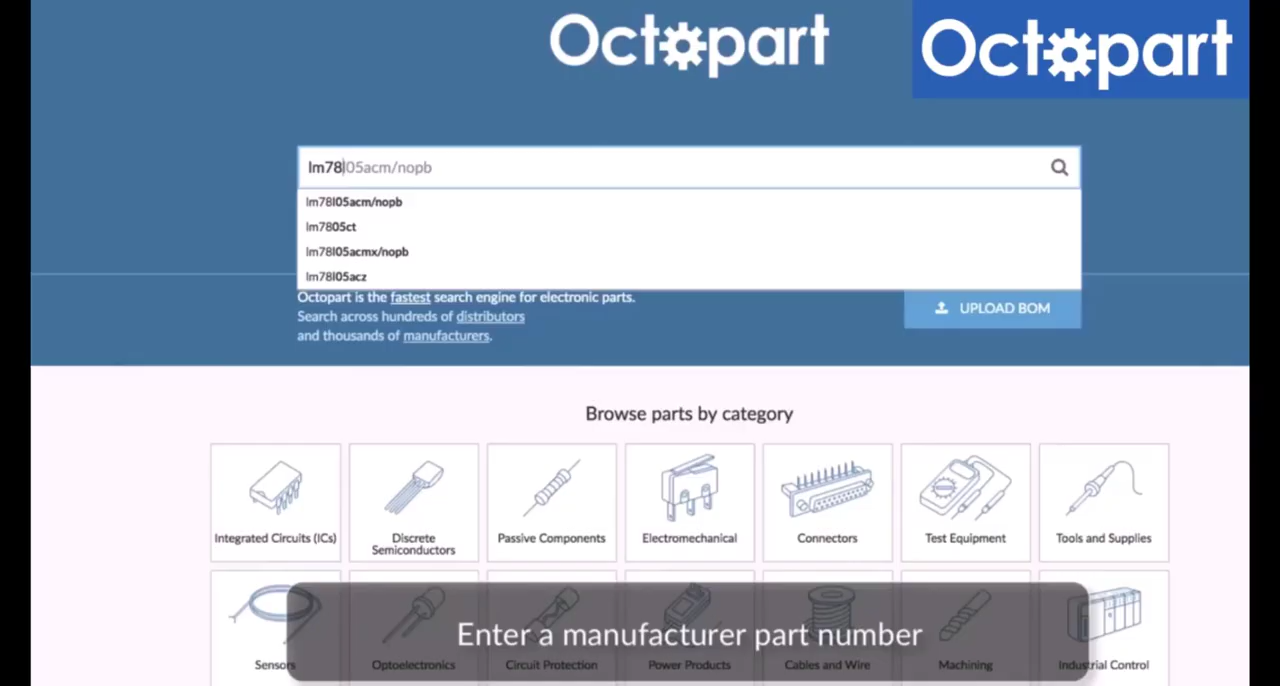 Octopart
Octopart
lm78l05acm/nopb
lm78l05acm/nopb
lm7805ct
lm78l05acmx/nopb
lm78l05acz
Octopart is the fastest search engine for electronic parts.
Search across hundreds of distributors
and thousands of manufacturers.
UPLOAD BOM
Browse parts by category
Integrated Circuits (ICs)
Discrete
Semiconductors
Passive Components
Electromechanical
Connectors
Test Equipment
Tools and Supplies
Enter a manufacturer part number
Sensors
Optoelectronics
Circuit Protection
Power Products
Cables and Wire
Machining
Industrial Control